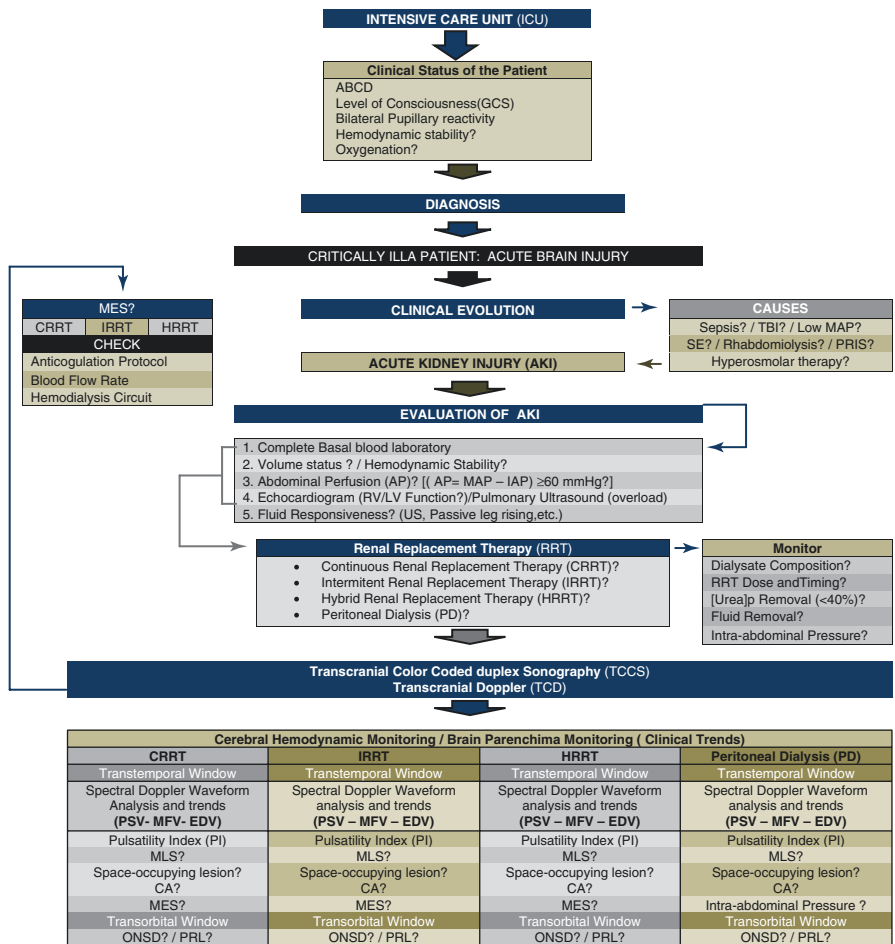 INTENSIVE CARE UNIT (ICU)
Clinical Status of the Patient
ABCD
Level of Consciousness(GCS)
Bilateral Pupillary reactivity
Hemodynamic stability?
Oxygenation?
DIAGNOSIS
CRITICALLY ILLA PATIENT: ACUTE BRAIN INJURY
MES?
CRRT IRRT HRRT
CHECK
Anticogulation Protocol
Blood Flow Rate
Hemodialysis Circuit
CLINICAL EVOLUTION
CAUSES
Sepsis? / TBI? / Low MAP?
SE? / Rhabdomiolysis? / PRIS?
Hyperosmolar therapy?
ACUTE KIDNEY INJURY (AKI)
EVALUATION OF AKI
1. Complete Basal blood laboratory
2. Volume status ? / Hemodynamic Stability?
3. Abdominal Perfusion (AP)? [( AP= MAP – IAP) ≥60 mmHg?]
4. Echocardiogram (RV/LV Function?)/Pulmonary Ultrasound (overload)
5. Fluid Responsiveness? (US, Passive leg rising,etc.)
Renal Replacement Therapy (RRT)
• Continuous Renal Replacement Therapy (CRRT)?
• Intermitent Renal Replacement Therapy (IRRT)?
• Hybrid Renal Replacement Therapy (HRRT)?
• Peritoneal Dialysis (PD)?
Monitor
Dialysate Composition?
RRT Dose andTiming?
[Urea]p Removal (<40%)?
Fluid Removal?
Intra-abdominal Pressure?
Transcranial Color Coded duplex Sonography (TCCS)
Transcranial Doppler (TCD)
Cerebral Hemodynamic Monitoring / Brain Parenchima Monitoring ( Clinical Trends)
CRRT IRRT HRRT Peritoneal Dialysis (PD)
Transtemporal Window Transtemporal Window Transtemporal Window Transtemporal Window
Spectral Doppler Waveform Spectral Doppler Waveform Spectral Doppler Waveform Spectral Doppler Waveform
Analysis and trends analysis and trends analysis and trends analysis and trends
(PSV- MFV- EDV) (PSV – MFV – EDV) (PSV – MFV – EDV) (PSV – MFV – EDV)
Pulsatility Index (PI) Pulsatility Index (PI) Pulsatility Index (PI) Pulsatility Index (PI)
MLS? MLS? MLS? MLS?
Space-occupying lesion? Space-occupying lesion? Space-occupying lesion? Space-occupying lesion?
CA? CA? CA? CA?
MES? MES? MES? Intra-abdominal Pressure ?
Transorbital Window Transorbital Window Transorbital Window Transorbital Window
ONSD? / PRL? ONSD? / PRL? ONSD? / PRL? ONSD? / PRL?